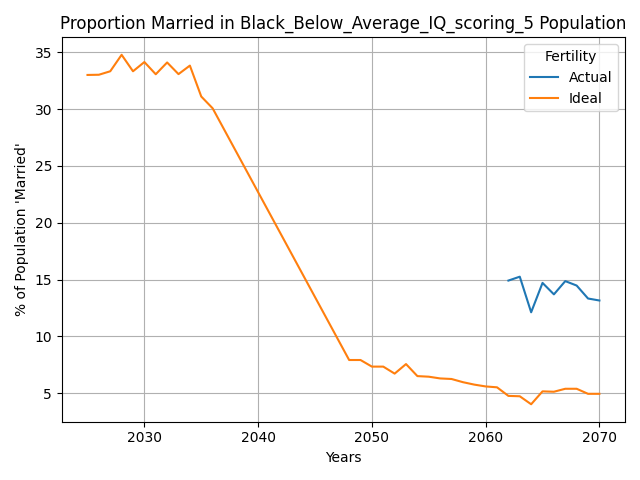 Proportion Married in Black_Below_Average_IQ_scoring_5 Population
% of Population 'Married'
35
30
25
20
15
10
5
Fertility
Actual
Ideal
2030
2040
2050
2060
2070
Years